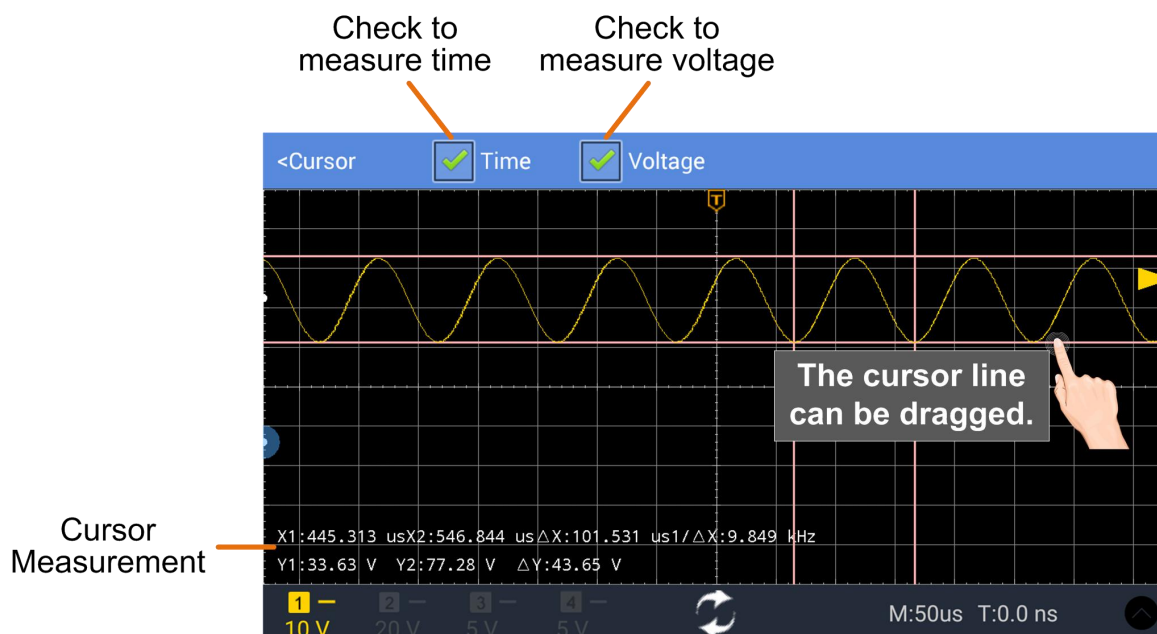 Check to
measure time
Check to
measure voltage
<Cursor
Time
Voltage
T
The cursor line
can be dragged.
Cursor
Measurement
X1:445.313 usX2:546.844 us△X:101.531 us1/△X:9.849 kHz
Y1:33.63 V Y2:77.28 V △Y:43.65 V
1
10 V
2
20 V
3
5 V
4
5 V
M:50us T:0.0 ns